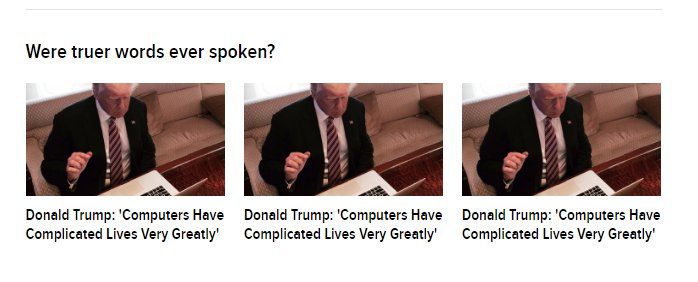 Were truer words ever spoken?
Donald Trump: 'Computers Have
Complicated Lives Very Greatly'
Donald Trump: 'Computers Have
Complicated Lives Very Greatly'
Donald Trump: 'Computers Have
Complicated Lives Very Greatly'